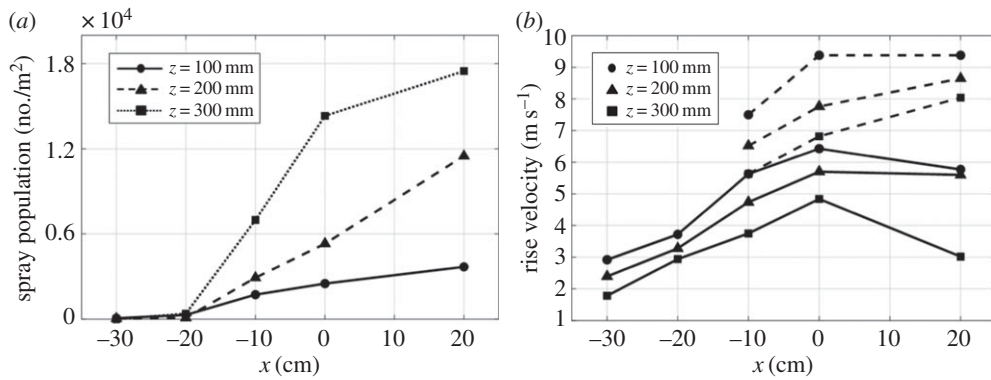 (a)
× 10⁴
1.8
1.2
0.6
0
spray population (no./m²)
z = 100 mm
z = 200 mm
z = 300 mm
−30
−20
−10
0
10
20
x (cm)
(b)
10
9
8
7
6
5
4
3
2
1
rise velocity (m s⁻¹)
z = 100 mm
z = 200 mm
z = 300 mm
−30
−20
−10
0
10
20
x (cm)